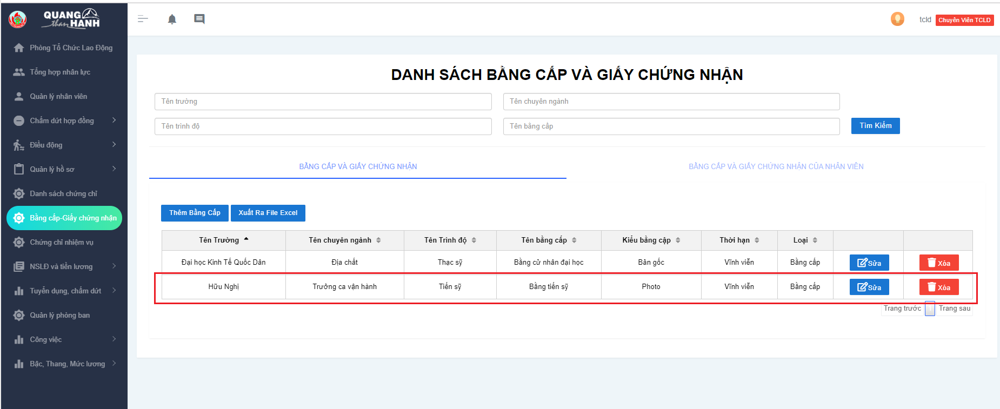 QUANG
than HANH
tcld Chuyên Viên TCLD
Phòng Tổ Chức Lao Động
Tổng hợp nhân lực
Quản lý nhân viên
Chấm dứt hợp đồng
Điều động
Quản lý hồ sơ
Danh sách chứng chỉ
Bằng cấp-Giấy chứng nhận
Chứng chỉ nhiệm vụ
NSLĐ và tiền lương
Tuyển dụng, chấm dứt
Quản lý phòng ban
Công việc
Bậc, Thang, Mức lương
DANH SÁCH BẰNG CẤP VÀ GIẤY CHỨNG NHẬN
Tên trường Tên chuyên ngành
Tên trình độ Tên bằng cấp Tìm Kiếm
BẰNG CẤP VÀ GIẤY CHỨNG NHẬN BẰNG CẤP VÀ GIẤY CHỨNG NHẬN CỦA NHÂN VIÊN
Thêm Bằng Cấp Xuất Ra File Excel
Tên Trường Tên chuyên ngành Tên Trình độ Tên bằng cấp Kiểu bằng cập Thời hạn Loại
Đại học Kinh Tế Quốc Dân Địa chất Thạc sỹ Bằng cử nhân đại học Bản gốc Vĩnh viễn Bằng cấp Sửa Xóa
Hữu Nghị Trưởng ca vận hành Tiến sỹ Bằng tiến sỹ Photo Vĩnh viễn Bằng cấp Sửa Xóa
Trang trước Trang sau